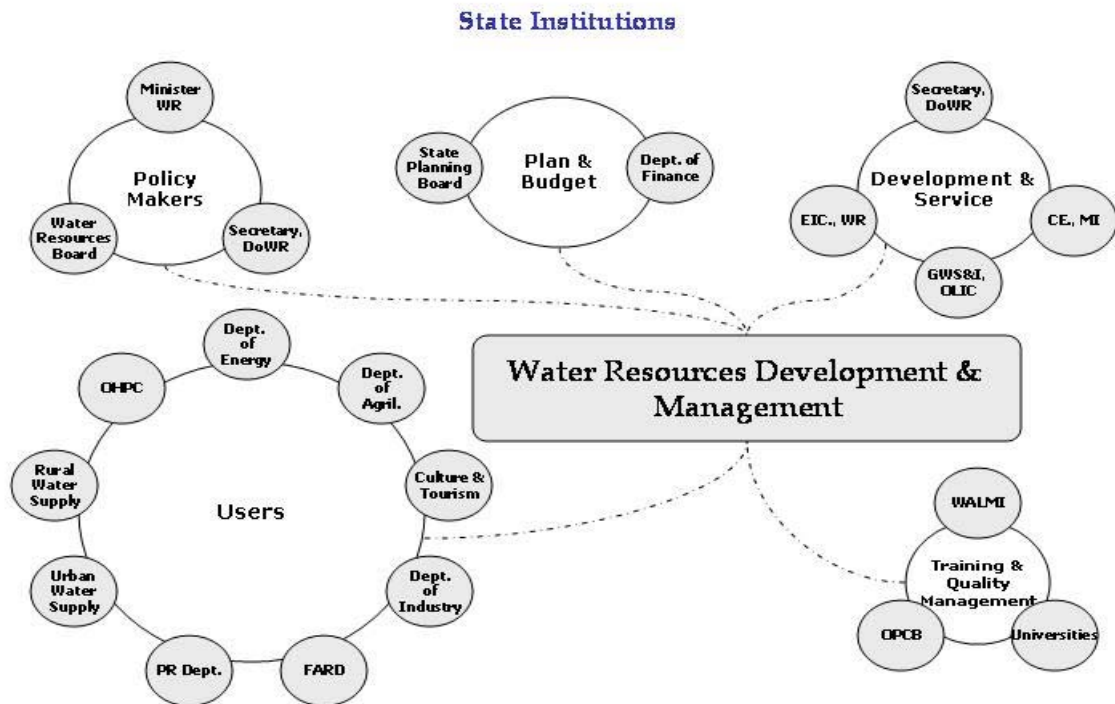 State Institutions
Minister
WR
Policy
Makers
Water
Resources
Board
Secretary,
DoWR
State
Planning
Board
Plan &
Budget
Dept. of
Finance
Secretary,
DoWR
Development &
Service
EIC., WR
CE., MI
GWS&I,
OLIC
Water Resources Development &
Management
Dept.
of
Energy
OHPC
Dept.
of
Agril.
Rural
Water
Supply
Culture &
Tourism
Users
Urban
Water
Supply
Dept.
of
Industry
PR Dept.
FARD
WALMI
Training &
Quality
Management
OPCB
Universities